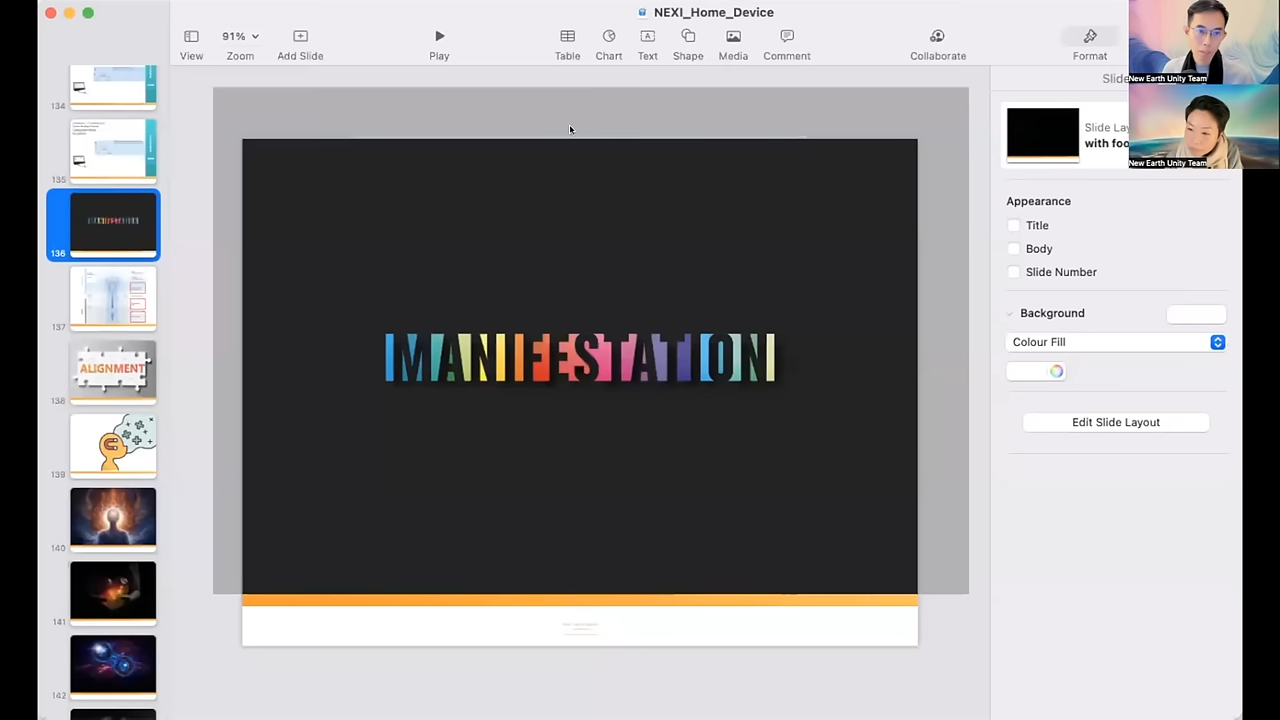 NEXI_Home_Device
91%
View
Zoom
Add Slide
Play
Table
Chart
Text
Shape
Media
Comment
Collaborate
Format
New Earth Unity Team
New Earth Unity Team
Slide
Slide Lay
with foo
134
135
136
137
138
139
140
141
142
MANIFESTATION
ALIGNMENT
MANIFESTATION
Appearance
Title
Body
Slide Number
Background
Colour Fill
Edit Slide Layout